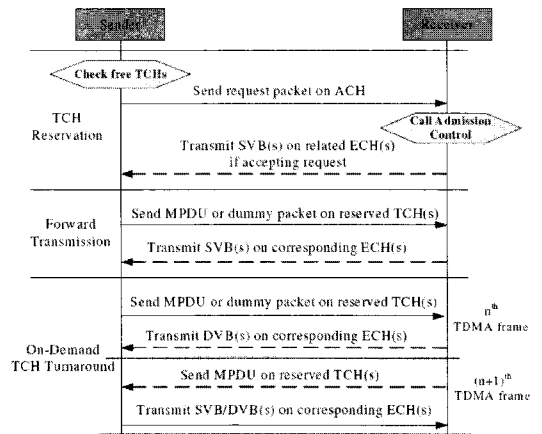 Sender
Receiver
Check free TCHs
Send request packet on ACH
TCH
Reservation
Call Admission
Control
Transmit SVB(s) on related ECH(s)
if accepting request
Send MPDU or dummy packet on reserved TCH(s)
Forward
Transmission
Transmit SVB(s) on corresponding ECH(s)
Send MPDU or dummy packet on reserved TCH(s)
nth
TDMA frame
Transmit DVB(s) on corresponding ECH(s)
On-Demand
TCH Turnaround
Send MPDU on reserved TCH(s)
(n+1)th
TDMA frame
Transmit SVB/DVB(s) on corresponding ECH(s)